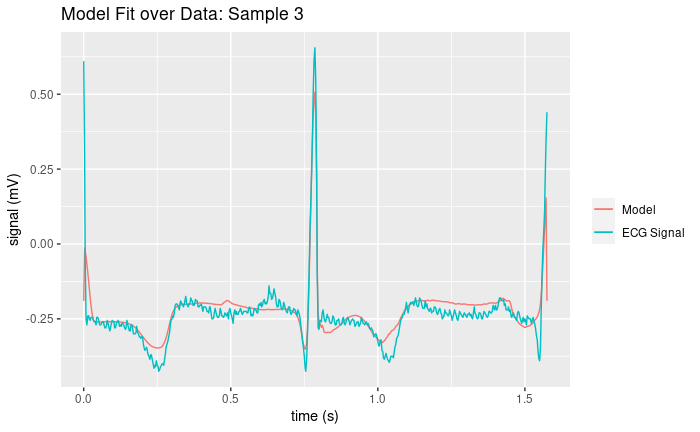 Model Fit over Data: Sample 3
signal (mV)
0.50
0.25
0.00
-0.25
0.0 0.5 1.0 1.5
time (s)
Model
ECG Signal